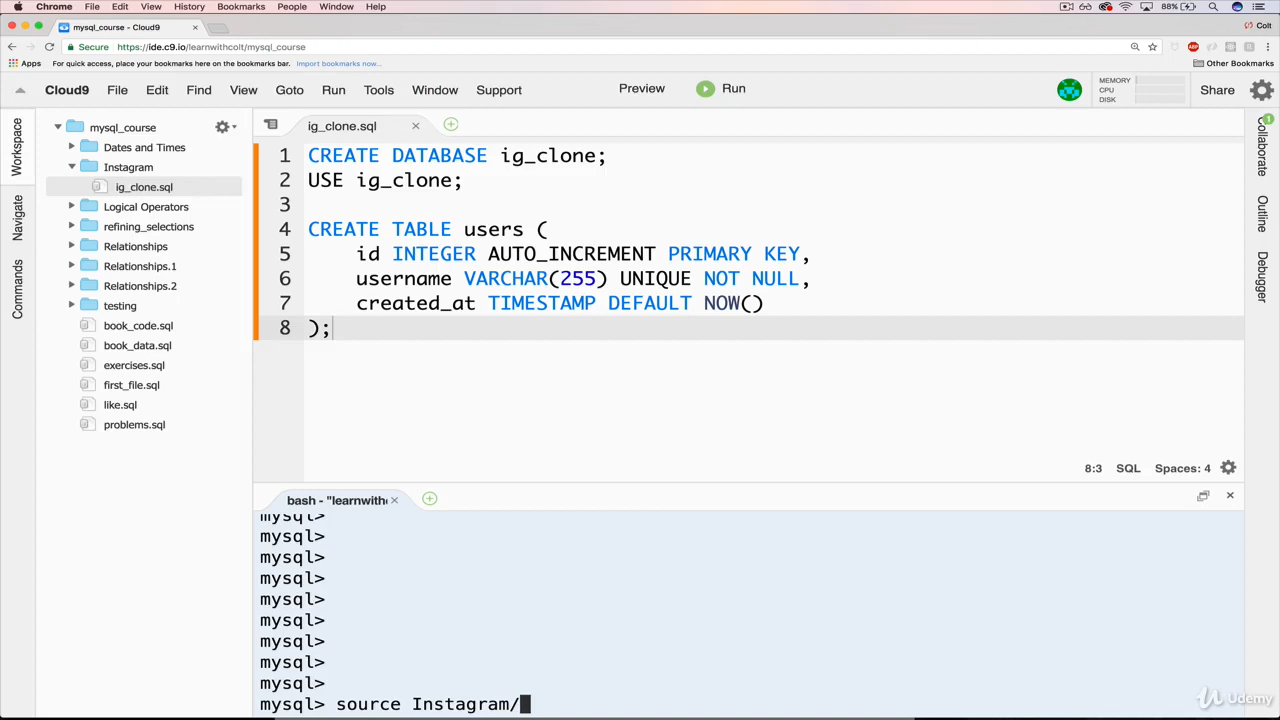 Chrome File Edit View History Bookmarks People Window Help 88%
mysql_course - Cloud9 Colt
Secure https://ide.c9.io/learnwithcolt/mysql_course
Apps For quick access, place your bookmarks here on the bookmarks bar. Import bookmarks now... Other Bookmarks
Cloud9 File Edit Find View Goto Run Tools Window Support Preview Run MEMORY CPU DISK Share
Workspace
Navigate
Commands
mysql_course
Dates and Times
Instagram
ig_clone.sql
Logical Operators
refining_selections
Relationships
Relationships.1
Relationships.2
testing
book_code.sql
book_data.sql
exercises.sql
first_file.sql
like.sql
problems.sql
ig_clone.sql
1 CREATE DATABASE ig_clone;
2 USE ig_clone;
3
4 CREATE TABLE users (
5 id INTEGER AUTO_INCREMENT PRIMARY KEY,
6 username VARCHAR(255) UNIQUE NOT NULL,
7 created_at TIMESTAMP DEFAULT NOW()
8 );
8:3 SQL Spaces: 4
Collaborate 1
Outline
Debugger
bash - "learnwith
mysql>
mysql>
mysql>
mysql>
mysql>
mysql>
mysql>
mysql>
mysql>
mysql> source Instagram/
Udemy